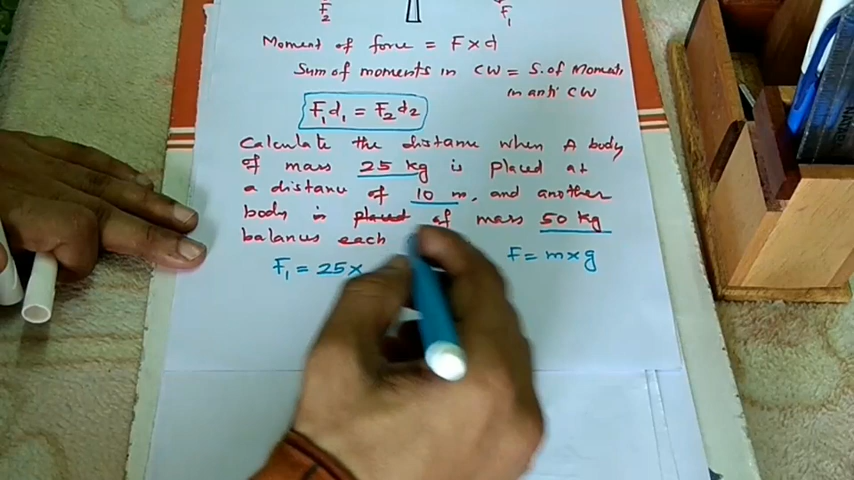 F2
F1
Moment of force = F×d
Sum of moments in CW = S. of Moments
in anti CW
F1d1 = F2d2
Calculate the distance when A body
of mass 25 kg is placed at
a distance of 10 m, and another
body is placed of mass 50 kg
balances each
F1 = 25×
F = m×g